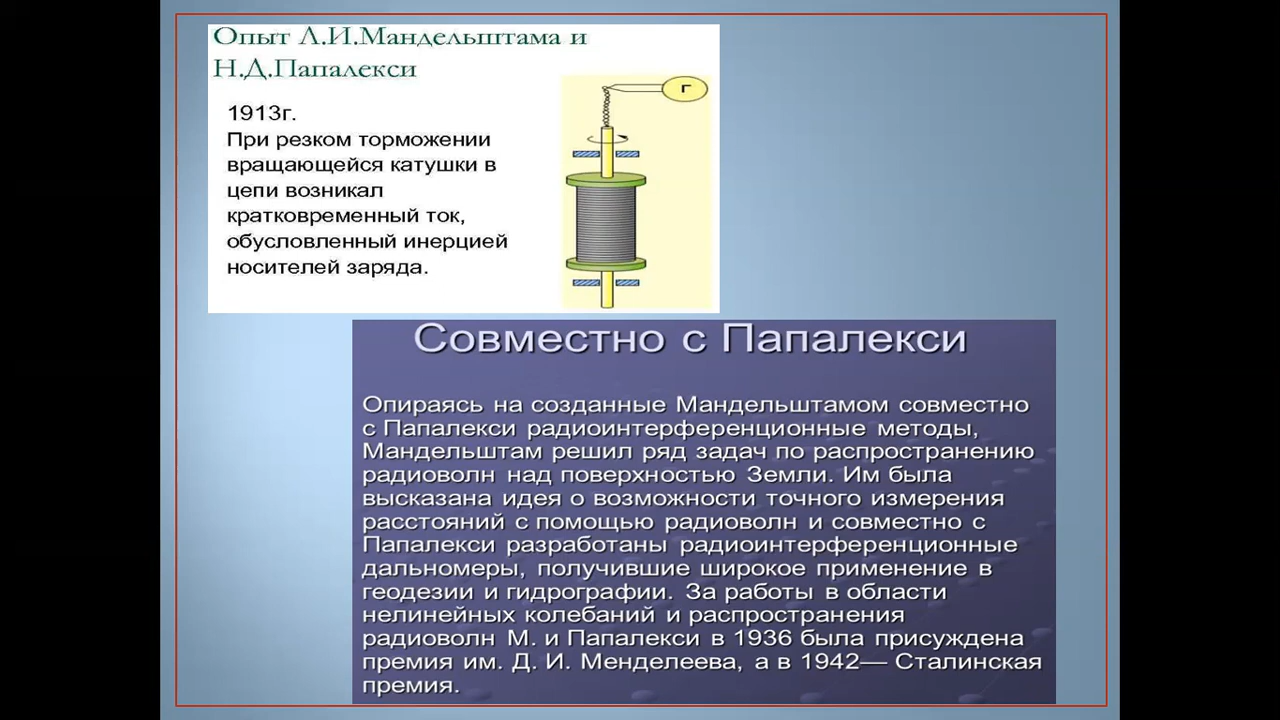 Опыт Л.И.Мандельштама и
Н.Д.Папалекси
1913г.
При резком торможении
вращающейся катушки в
цепи возникал
кратковременный ток,
обусловленный инерцией
носителей заряда.
Г
Совместно с Папалекси
Опираясь на созданные Мандельштамом совместно
с Папалекси радиоинтерференционные методы,
Мандельштам решил ряд задач по распространению
радиоволн над поверхностью Земли. Им была
высказана идея о возможности точного измерения
расстояний с помощью радиоволн и совместно с
Папалекси разработаны радиоинтерференционные
дальномеры, получившие широкое применение в
геодезии и гидрографии. За работы в области
нелинейных колебаний и распространения
радиоволн М. и Папалекси в 1936 была присуждена
премия им. Д. И. Менделеева, а в 1942— Сталинская
премия.